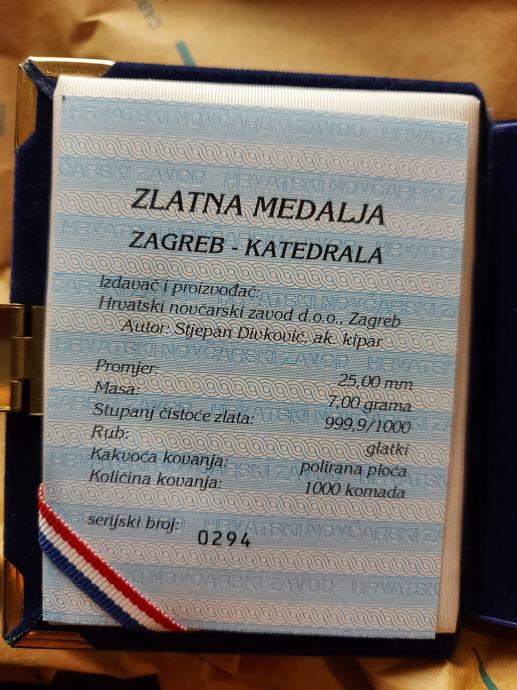 ZLATNA MEDALJA
ZAGREB - KATEDRALA
Izdavač i proizvođač:
Hrvatski novčarski zavod d.o.o., Zagreb
Autor: Stjepan Divković, ak. kipar
Promjer: 25,00 mm
Masa: 7,00 grama
Stupanj čistoće zlata: 999,9/1000
Rub: glatki
Kakvoća kovanja: polirana ploča
Količina kovanja: 1000 komada
serijski broj: 0294